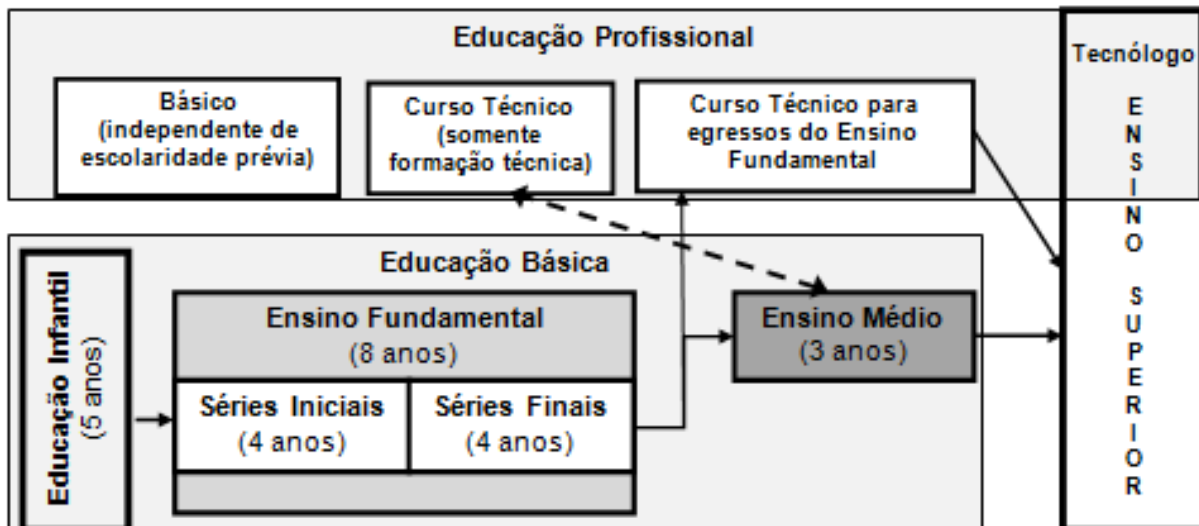 Educação Profissional
Básico
(independente de
escolaridade prévia)
Curso Técnico
(somente
formação técnica)
Curso Técnico para
egressos do Ensino
Fundamental
Tecnólogo
ENSINO
SUPERIOR
Educação Básica
Educação Infantil
(5 anos)
Ensino Fundamental
(8 anos)
Séries Iniciais
(4 anos)
Séries Finais
(4 anos)
Ensino Médio
(3 anos)